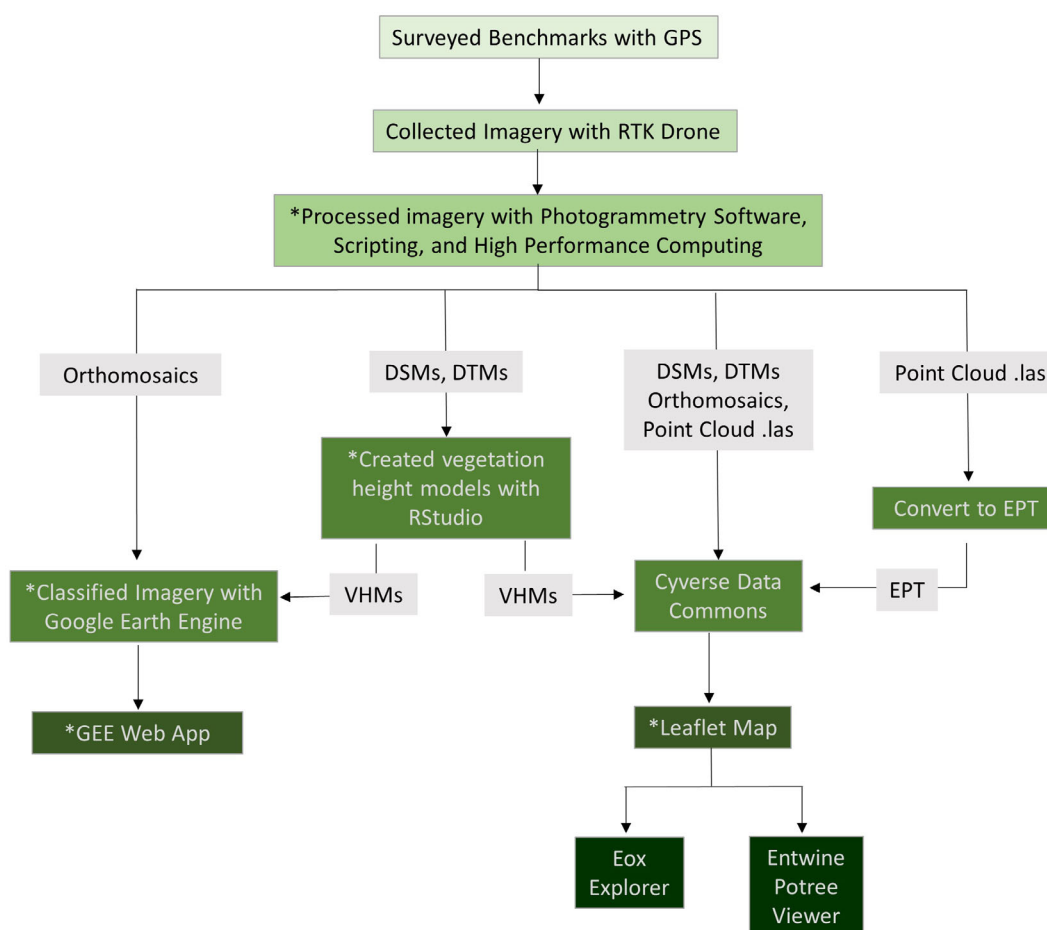 Surveyed Benchmarks with GPS
Collected Imagery with RTK Drone
*Processed imagery with Photogrammetry Software,
Scripting, and High Performance Computing
Orthomosaics
DSMs, DTMs
DSMs, DTMs
Orthomosaics,
Point Cloud .las
Point Cloud .las
*Created vegetation
height models with
RStudio
Convert to EPT
*Classified Imagery with
Google Earth Engine
VHMs
VHMs
Cyverse Data
Commons
EPT
*GEE Web App
*Leaflet Map
Eox
Explorer
Entwine
Potree
Viewer